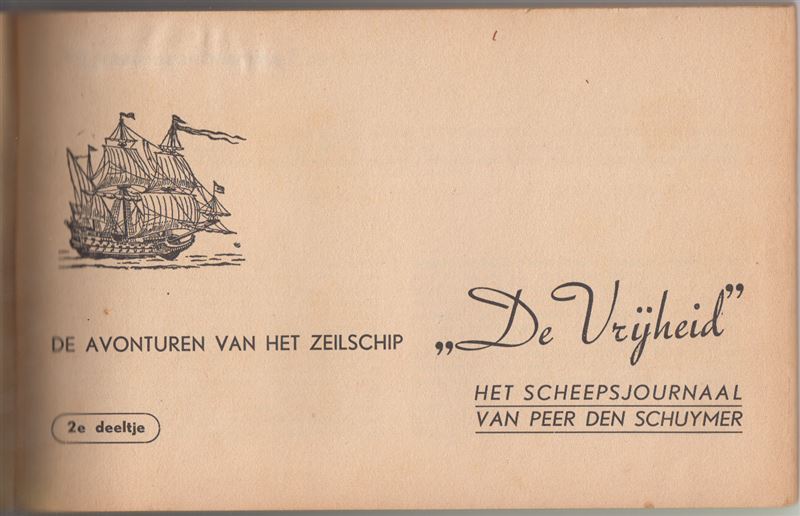 DE AVONTUREN VAN HET ZEILSCHIP „De Vrijheid”
HET SCHEEPSJOURNAAL
VAN PEER DEN SCHUYMER
2e deeltje